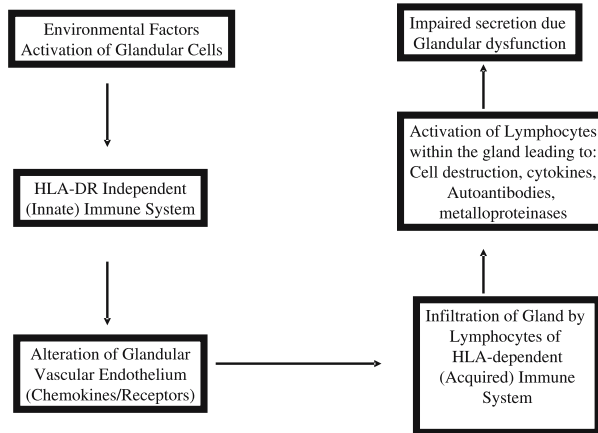 Environmental Factors
Activation of Glandular Cells
HLA-DR Independent
(Innate) Immune System
Alteration of Glandular
Vascular Endothelium
(Chemokines/Receptors)
Infiltration of Gland by
Lymphocytes of
HLA-dependent
(Acquired) Immune
System
Activation of Lymphocytes
within the gland leading to:
Cell destruction, cytokines,
Autoantibodies,
metalloproteinases
Impaired secretion due
Glandular dysfunction